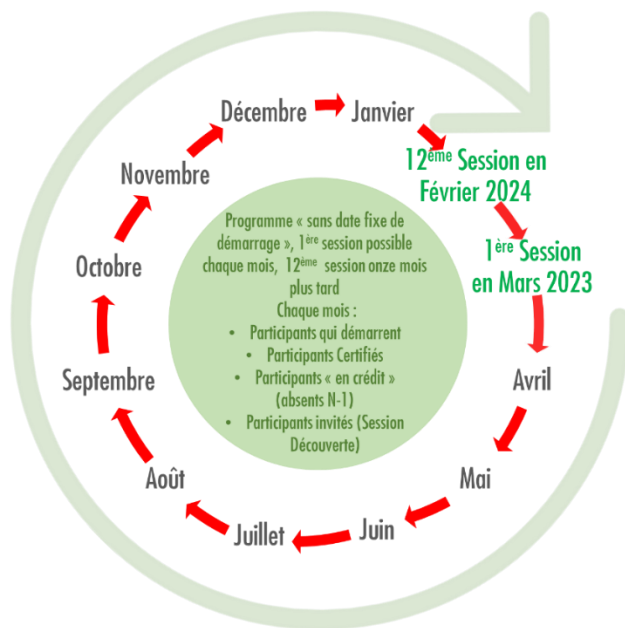 Décembre
Janvier
12ème Session en
Février 2024
1ère Session
en Mars 2023
Avril
Mai
Juin
Juillet
Août
Septembre
Octobre
Novembre
Programme « sans date fixe de
démarrage », 1ère session possible
chaque mois, 12ème session onze mois
plus tard
Chaque mois :
• Participants qui démarrent
• Participants Certifiés
• Participants « en crédit »
(absents N-1)
• Participants invités (Session
Découverte)